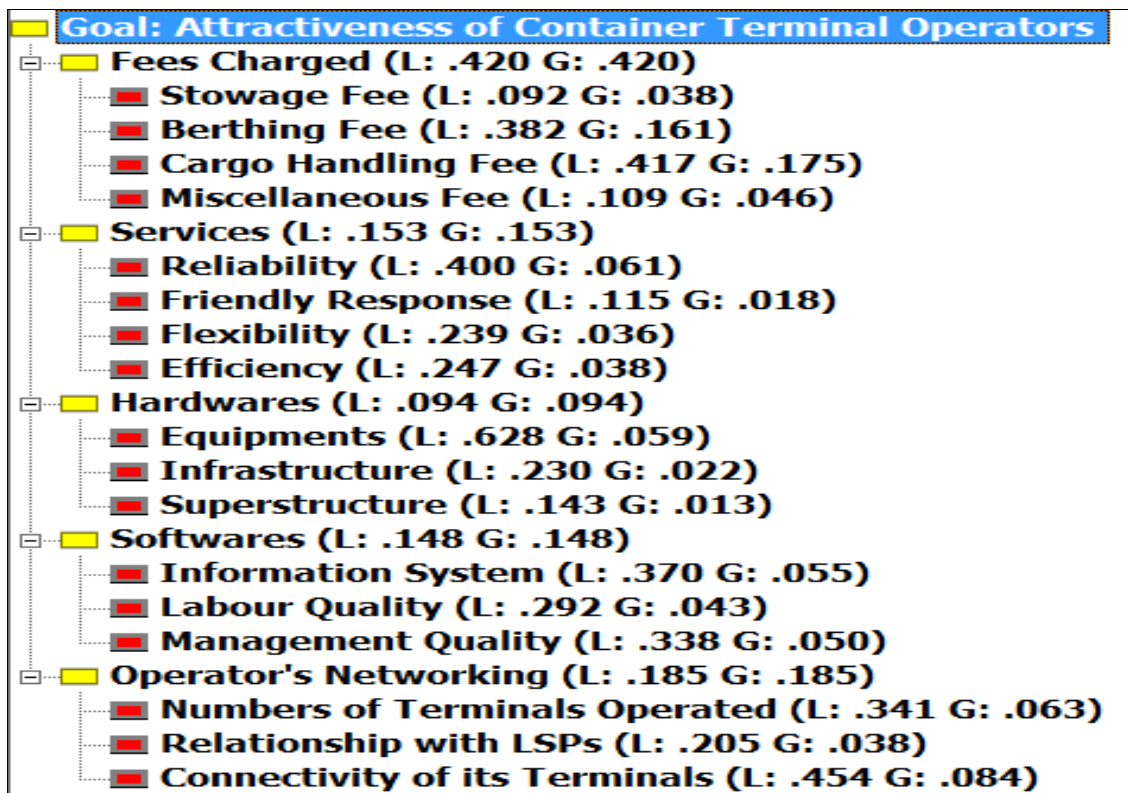 Goal: Attractiveness of Container Terminal Operators
Fees Charged (L: .420 G: .420)
Stowage Fee (L: .092 G: .038)
Berthing Fee (L: .382 G: .161)
Cargo Handling Fee (L: .417 G: .175)
Miscellaneous Fee (L: .109 G: .046)
Services (L: .153 G: .153)
Reliability (L: .400 G: .061)
Friendly Response (L: .115 G: .018)
Flexibility (L: .239 G: .036)
Efficiency (L: .247 G: .038)
Hardwares (L: .094 G: .094)
Equipments (L: .628 G: .059)
Infrastructure (L: .230 G: .022)
Superstructure (L: .143 G: .013)
Softwares (L: .148 G: .148)
Information System (L: .370 G: .055)
Labour Quality (L: .292 G: .043)
Management Quality (L: .338 G: .050)
Operator's Networking (L: .185 G: .185)
Numbers of Terminals Operated (L: .341 G: .063)
Relationship with LSPs (L: .205 G: .038)
Connectivity of its Terminals (L: .454 G: .084)